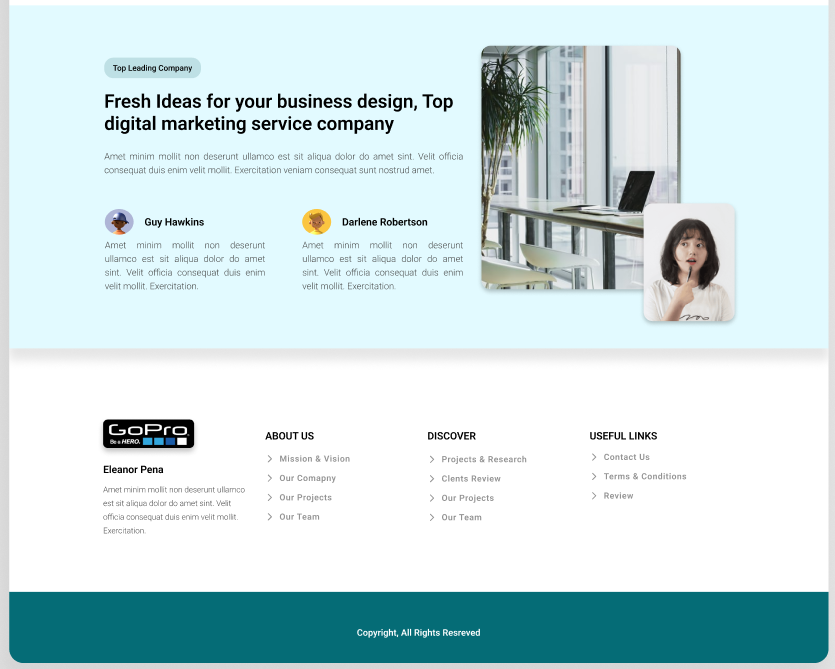 Top Leading Company
Fresh Ideas for your business design, Top
digital marketing service company
Amet minim mollit non deserunt ullamco est sit aliqua dolor do amet sint. Velit officia
consequat duis enim velit mollit. Exercitation veniam consequat sunt nostrud amet.
Guy Hawkins
Amet minim mollit non deserunt
ullamco est sit aliqua dolor do amet
sint. Velit officia consequat duis enim
velit mollit. Exercitation.
Darlene Robertson
Amet minim mollit non deserunt
ullamco est sit aliqua dolor do amet
sint. Velit officia consequat duis enim
velit mollit. Exercitation.
GoPro
Be a HERO.
Eleanor Pena
Amet minim mollit non deserunt ullamco
est sit aliqua dolor do amet sint. Velit
officia consequat duis enim velit mollit.
Exercitation.
ABOUT US
Mission & Vision
Our Comapny
Our Projects
Our Team
DISCOVER
Projects & Research
Clents Review
Our Projects
Our Team
USEFUL LINKS
Contact Us
Terms & Conditions
Review
Copyright, All Rights Resreved